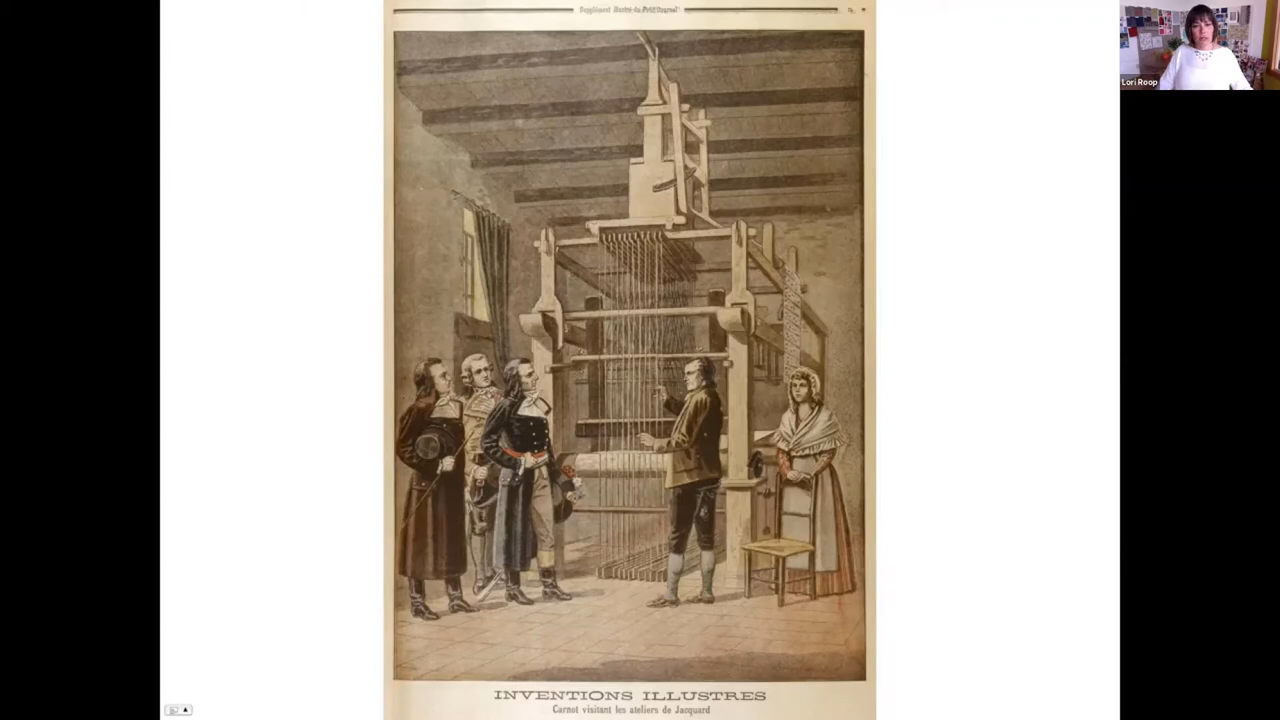 Supplément illustré du Petit Journal
Lori Roop
INVENTIONS ILLUSTRES
Carnot visitant les ateliers de Jacquard